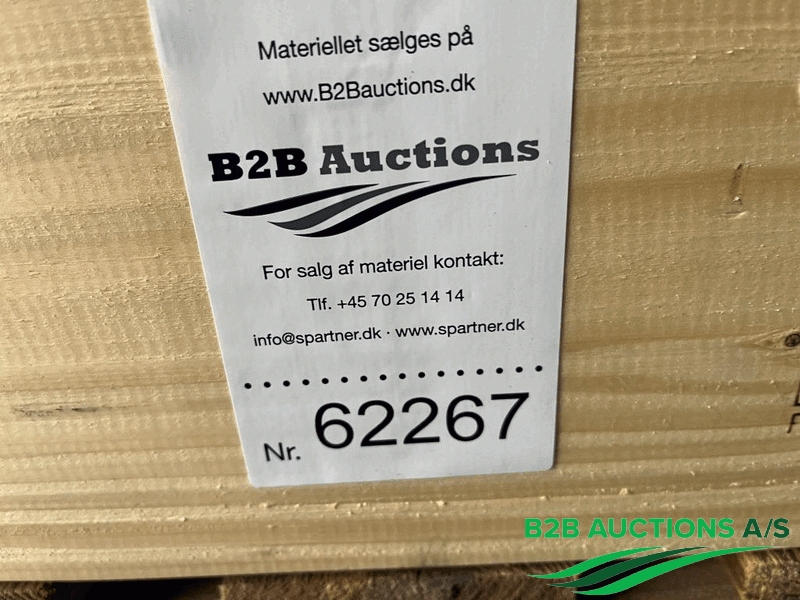 Materiellet sælges på
www.B2Bauctions.dk
B2B Auctions
For salg af materiel kontakt:
Tlf. +45 70 25 14 14
info@spartner.dk · www.spartner.dk
Nr. 62267
B2B AUCTIONS A/S